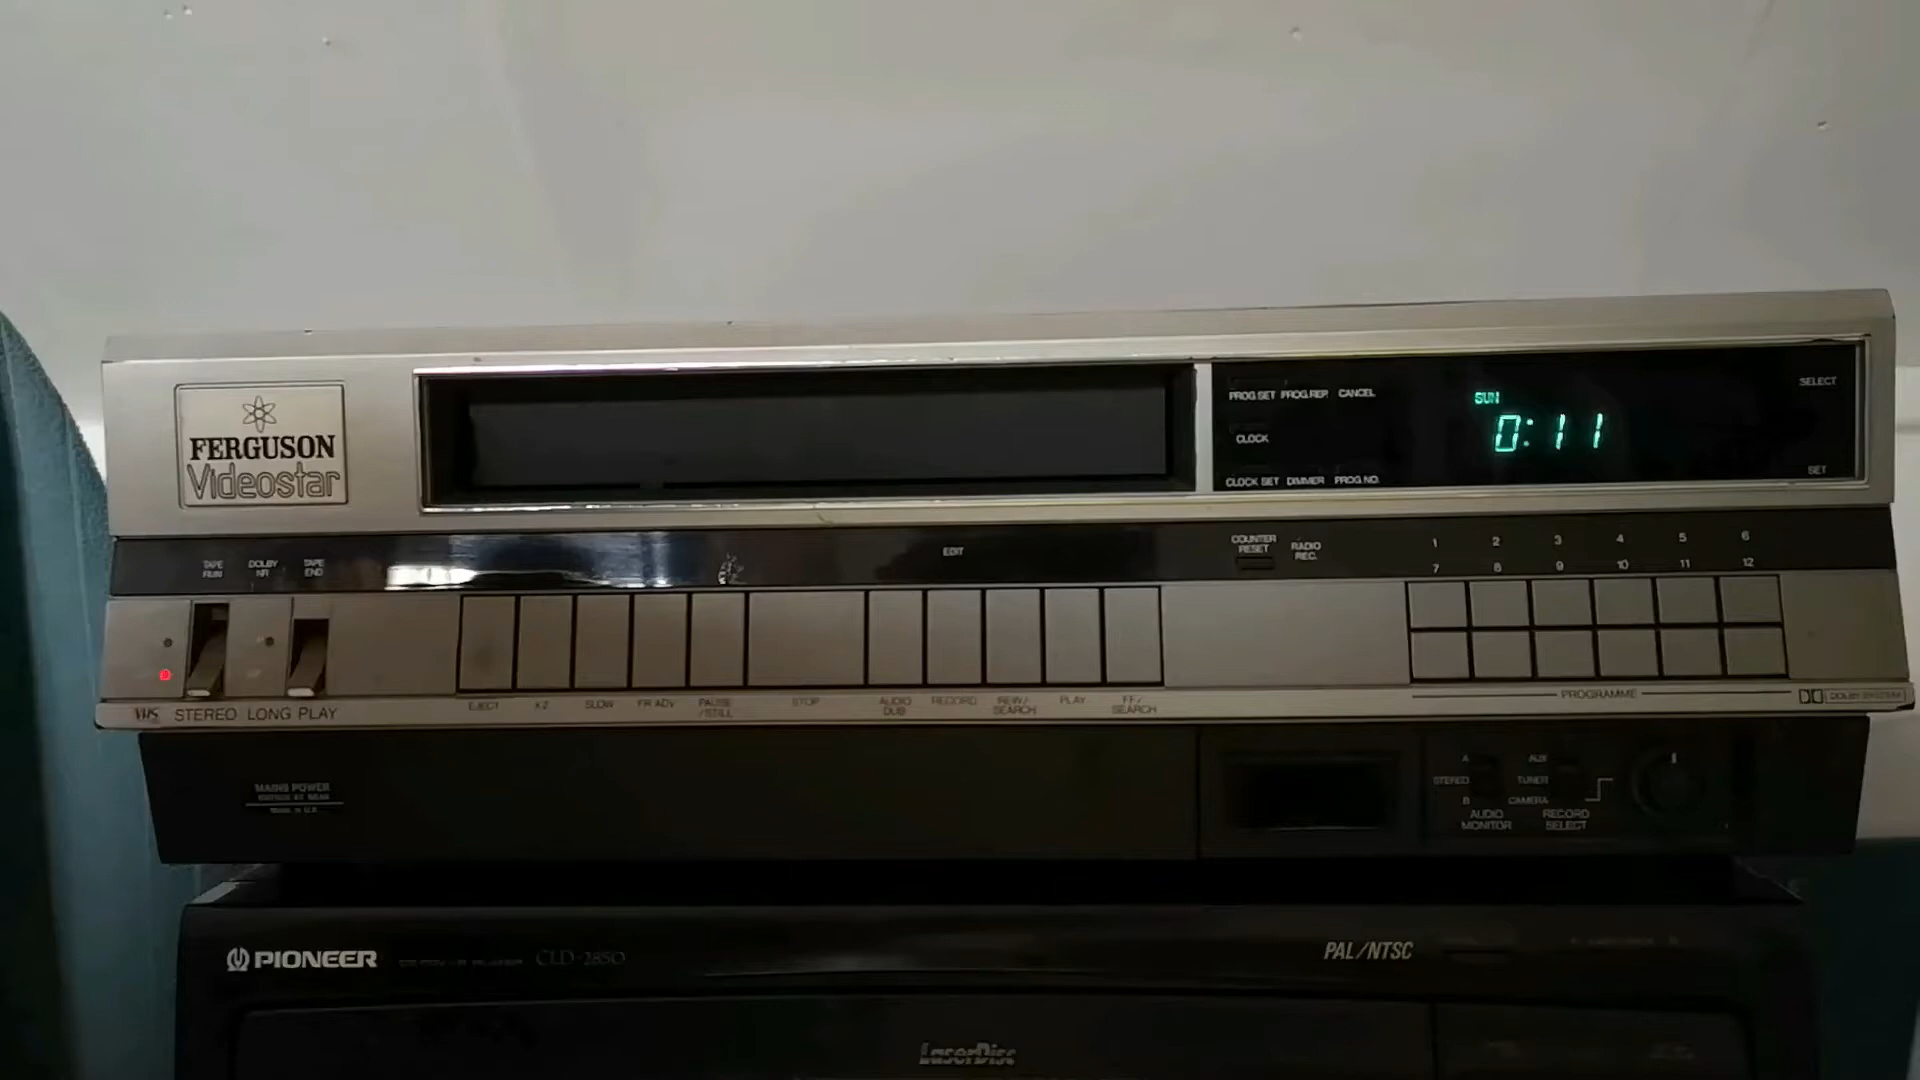 FERGUSON
Videostar
PROG.SET PROG.REP. CANCEL
CLOCK
CLOCK SET DIMMER PROG.NO.
SUN
0:11
SELECT
SET
TAPE RUN
DOLBY NR
TAPE END
EDIT
COUNTER RESET
RADIO REC.
1 2 3 4 5 6
7 8 9 10 11 12
VHS STEREO LONG PLAY
EJECT
X2
SLOW
FR ADV
PAUSE /STILL
STOP
AUDIO DUB
RECORD
REW/ SEARCH
PLAY
FF/ SEARCH
PROGRAMME
DOLBY SYSTEM
MAINS POWER
A
STEREO
B
AUDIO MONITOR
AUX
TUNER
CAMERA
RECORD SELECT
PIONEER
CLD-2850
PAL/NTSC
LaserDisc